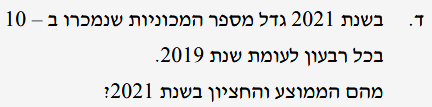 ד. בשנת 2021 גדל מספר המכוניות שנמכרו ב – 10
בכל רבעון לעומת שנת 2019.
מהם הממוצע והחציון בשנת 2021?